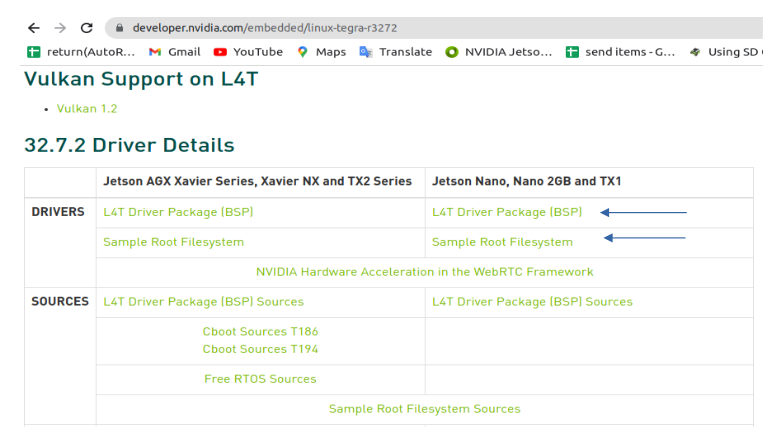 developer.nvidia.com/embedded/linux-tegra-r3272
return(AutoR... Gmail YouTube Maps Translate NVIDIA Jetso... send items - G... Using SD
Vulkan Support on L4T
Vulkan 1.2
32.7.2 Driver Details
Jetson AGX Xavier Series, Xavier NX and TX2 Series Jetson Nano, Nano 2GB and TX1
DRIVERS L4T Driver Package (BSP) L4T Driver Package (BSP)
Sample Root Filesystem Sample Root Filesystem
NVIDIA Hardware Acceleration in the WebRTC Framework
SOURCES L4T Driver Package (BSP) Sources L4T Driver Package (BSP) Sources
Cboot Sources T186
Cboot Sources T194
Free RTOS Sources
Sample Root Filesystem Sources